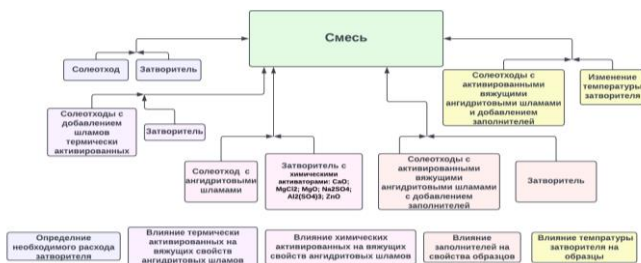 Смесь
Солеотход
Затворитель
Солеотходы с
активированными
вяжущими
ангидритовыми шламами
и добавлением
заполнителей
Изменение
температуры
затворителя
Солеотходы с
добавлением
шламов
термически
активированных
Затворитель
Солеотход с
ангидритовыми
шламами
Затворитель с
химическими
активаторами: CaO;
MgCl2; MgO; Na2SO4;
Al2(SO4)3; ZnO
Солеотходы с
активированными
вяжущими
ангидритовыми шламами
с добавлением
заполнителей
Затворитель
Определние
необходимого расхода
затворителя
Влияние термически
активированных на
вяжущих свойств
ангидритовых шламов
Влияние химических
активированных на вяжущих
свойств ангидритовых шламов
Влияние
заполнителей на
свойства образцов
Влияние темпратуры
затворителя на
образцы